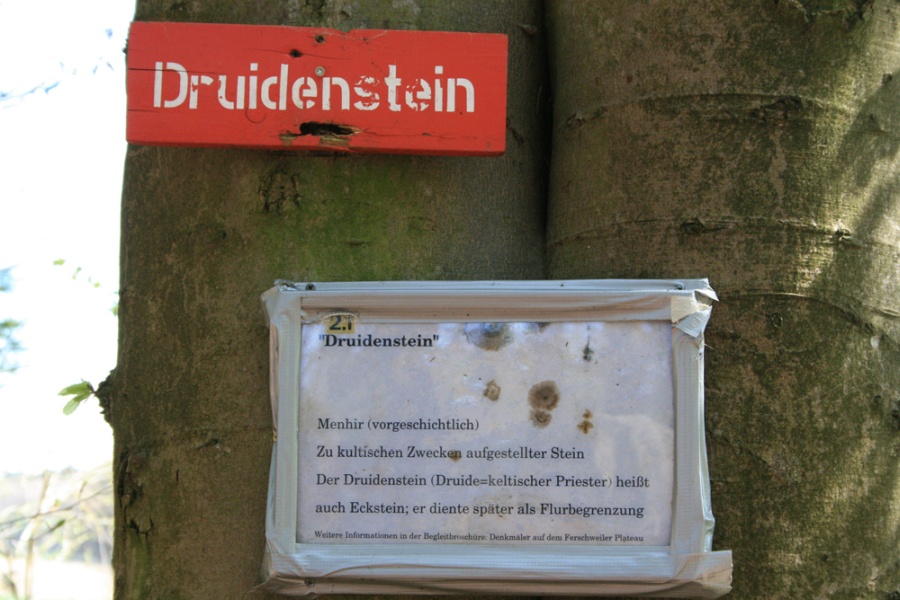 Druidenstein
2.1
"Druidenstein"
Menhir (vorgeschichtlich)
Zu kultischen Zwecken aufgestellter Stein
Der Druidenstein (Druide=keltischer Priester) heißt
auch Eckstein; er diente später als Flurbegrenzung
Weitere Informationen in der Begleitbroschüre: Denkmäler auf dem Ferschweiler Plateau